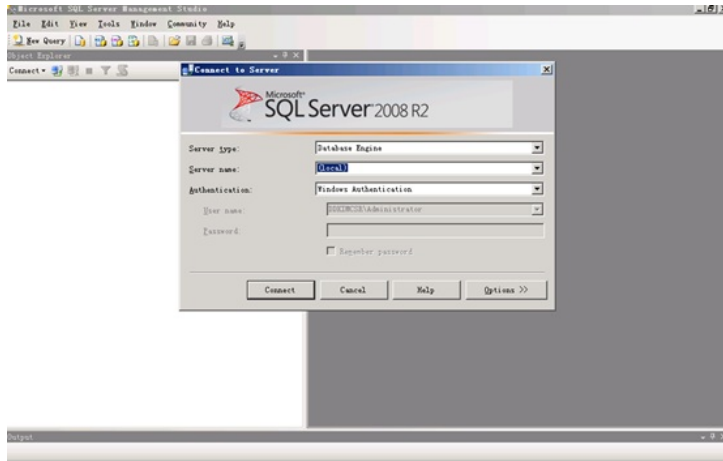 Microsoft SQL Server Management Studio
File Edit View Tools Window Community Help
New Query
Object Explorer
Connect
Connect to Server
Microsoft
SQL Server 2008 R2
Server type:
Database Engine
Server name:
(local)
Authentication:
Windows Authentication
User name:
\Administrator
Password:
Remember password
Connect
Cancel
Help
Options >>
Output